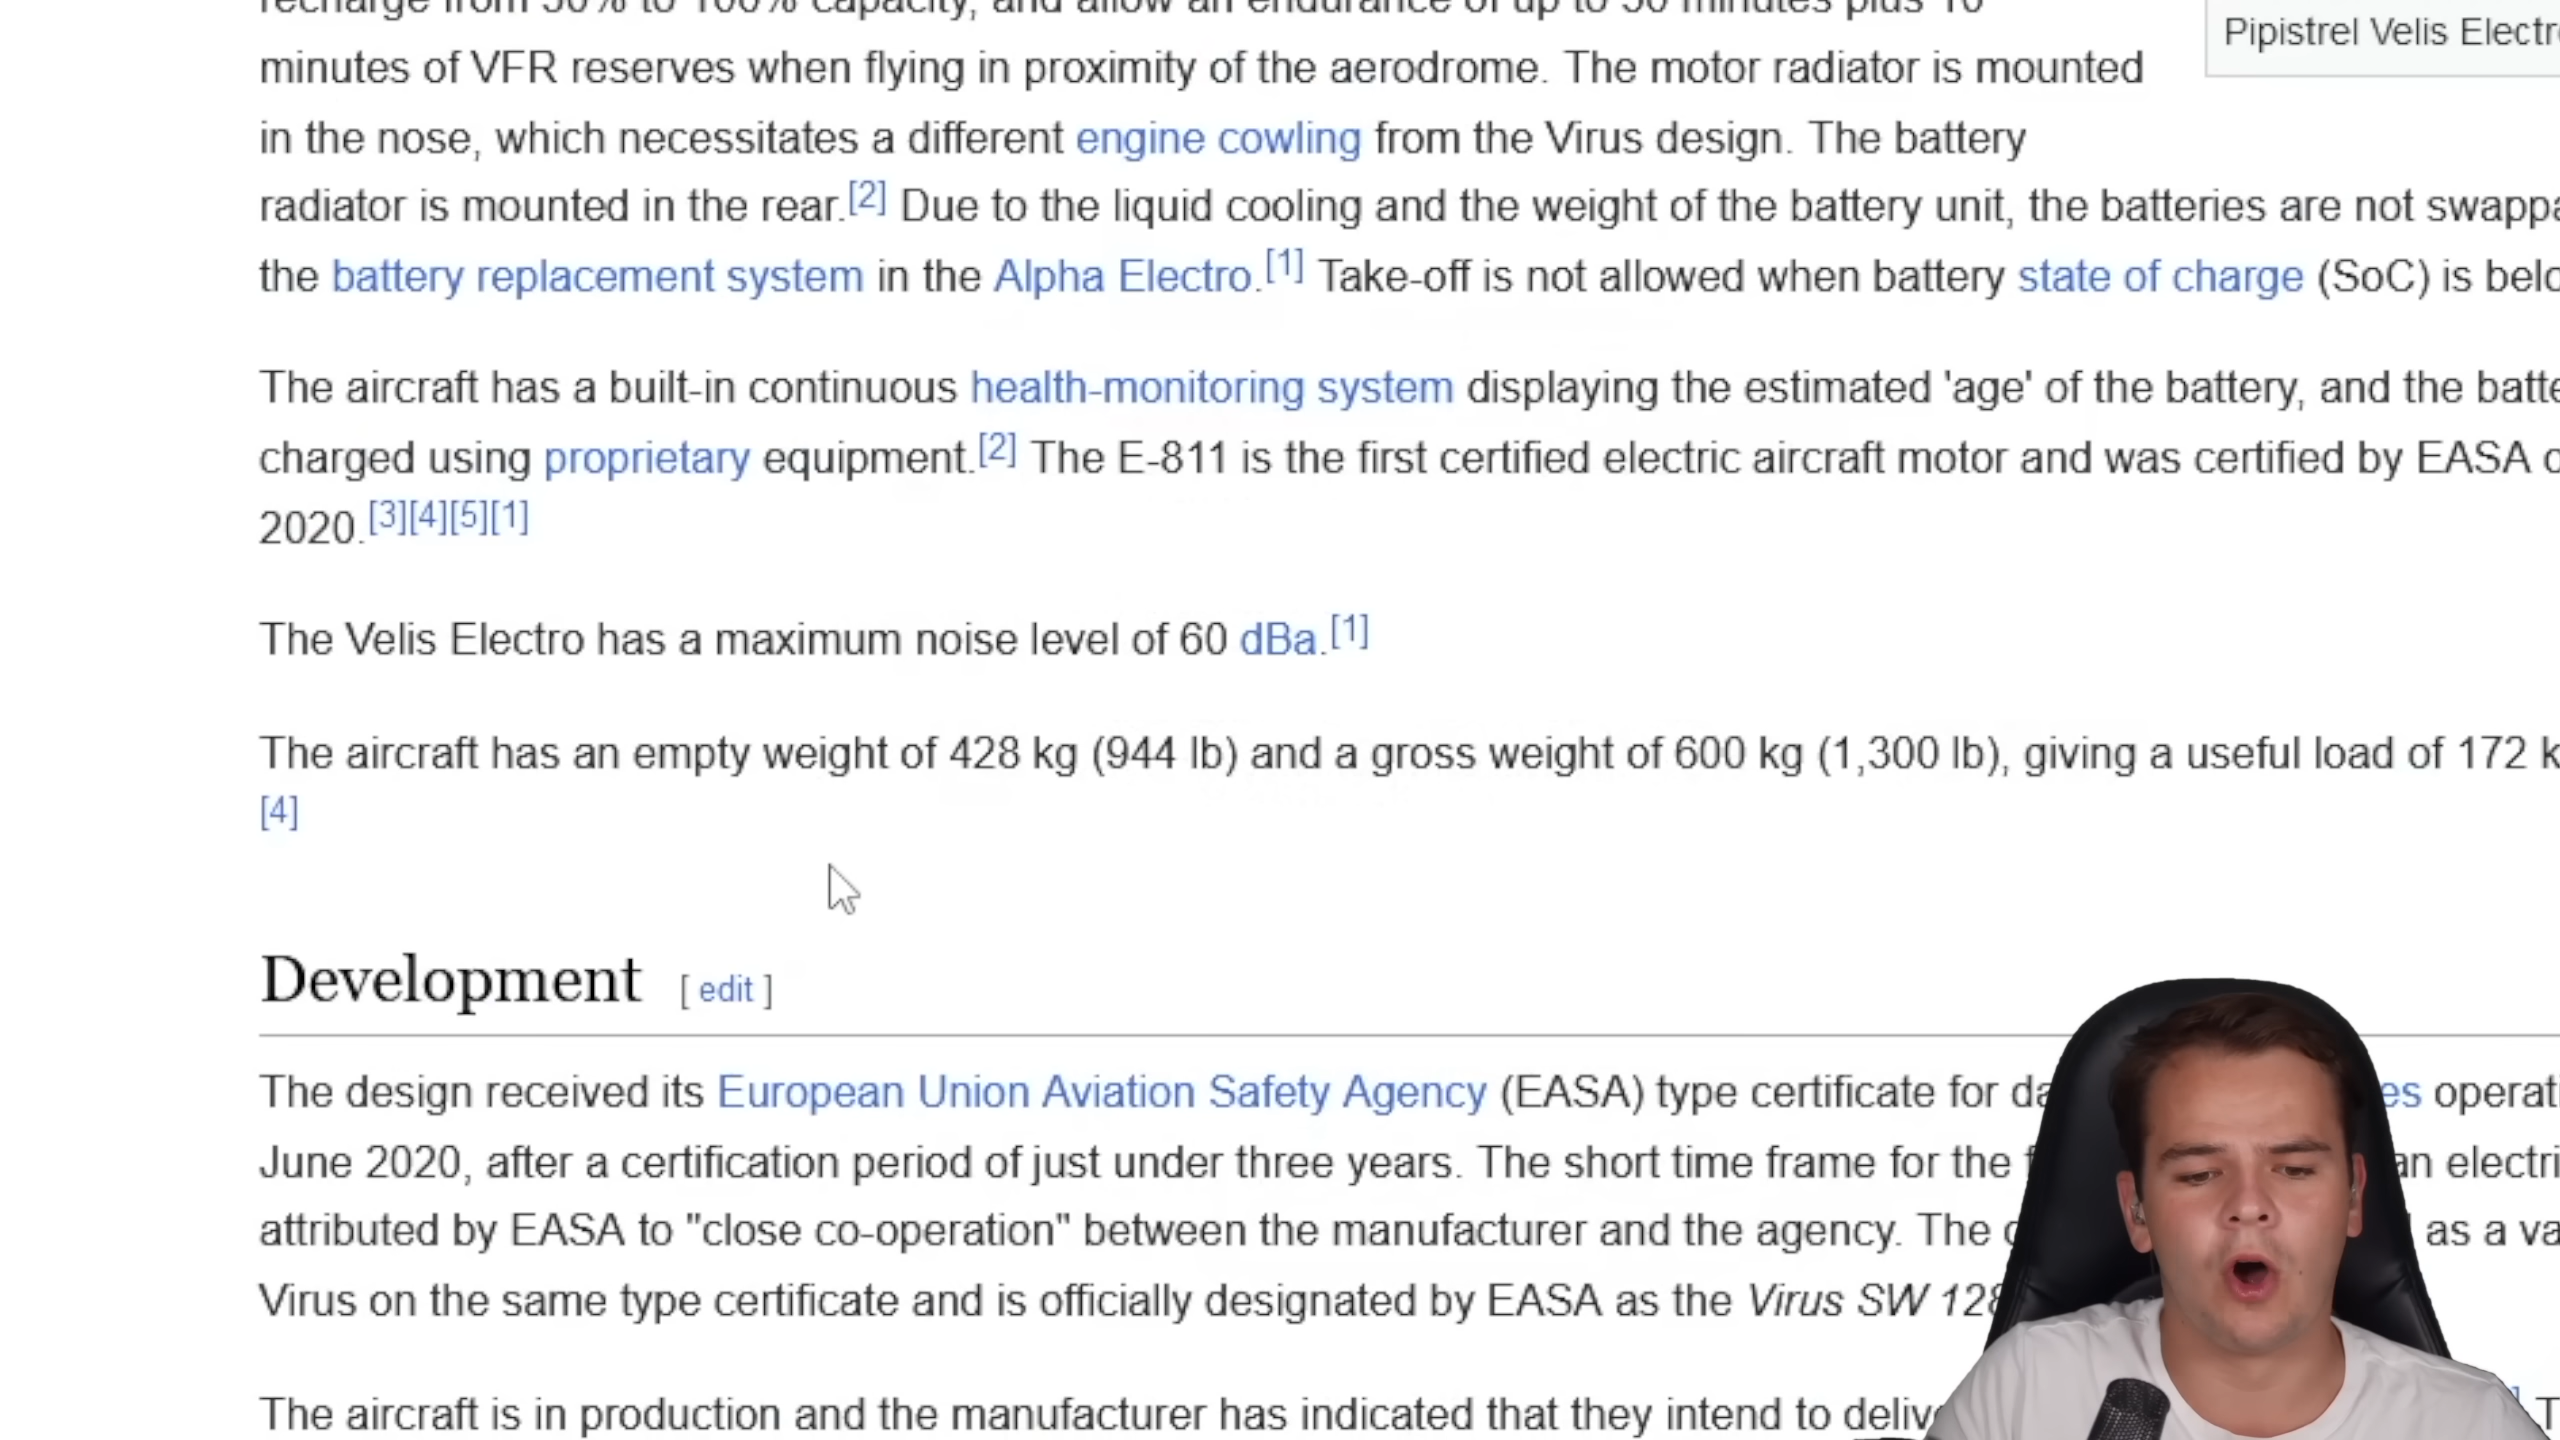 recharge from 50% to 100% capacity, and allow an endurance of up to 50 minutes plus 10
Pipistrel Velis Electr
minutes of VFR reserves when flying in proximity of the aerodrome. The motor radiator is mounted
in the nose, which necessitates a different engine cowling from the Virus design. The battery
radiator is mounted in the rear.[2] Due to the liquid cooling and the weight of the battery unit, the batteries are not swappa
the battery replacement system in the Alpha Electro.[1] Take-off is not allowed when battery state of charge (SoC) is belo
The aircraft has a built-in continuous health-monitoring system displaying the estimated 'age' of the battery, and the batte
charged using proprietary equipment.[2] The E-811 is the first certified electric aircraft motor and was certified by EASA o
2020.[3][4][5][1]
The Velis Electro has a maximum noise level of 60 dBa.[1]
The aircraft has an empty weight of 428 kg (944 lb) and a gross weight of 600 kg (1,300 lb), giving a useful load of 172 k
[4]
Development [ edit ]
The design received its European Union Aviation Safety Agency (EASA) type certificate for da es operati
June 2020, after a certification period of just under three years. The short time frame for the f an electri
attributed by EASA to "close co-operation" between the manufacturer and the agency. The as a va
Virus on the same type certificate and is officially designated by EASA as the Virus SW 128
The aircraft is in production and the manufacturer has indicated that they intend to deliv T